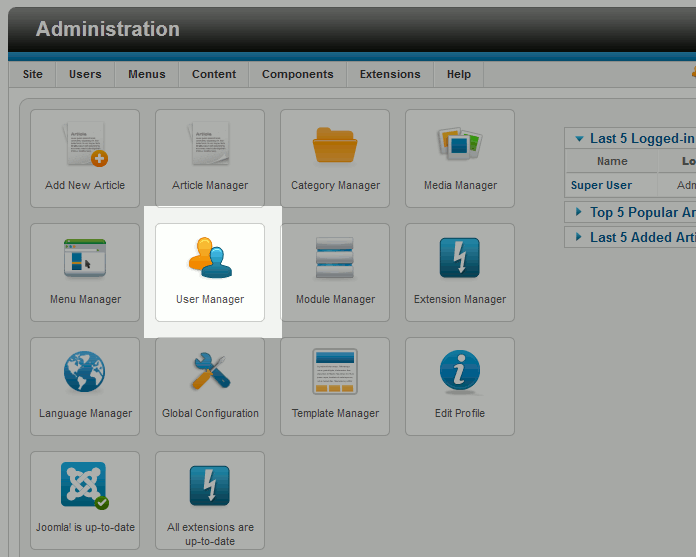 Administration
Site Users Menus Content Components Extensions Help
Add New Article
Article Manager
Category Manager
Media Manager
Menu Manager
User Manager
Module Manager
Extension Manager
Language Manager
Global Configuration
Template Manager
Edit Profile
Joomla! is up-to-date
All extensions are
up-to-date
Last 5 Logged-in
Name Lo
Super User Adm
Top 5 Popular Ar
Last 5 Added Arti